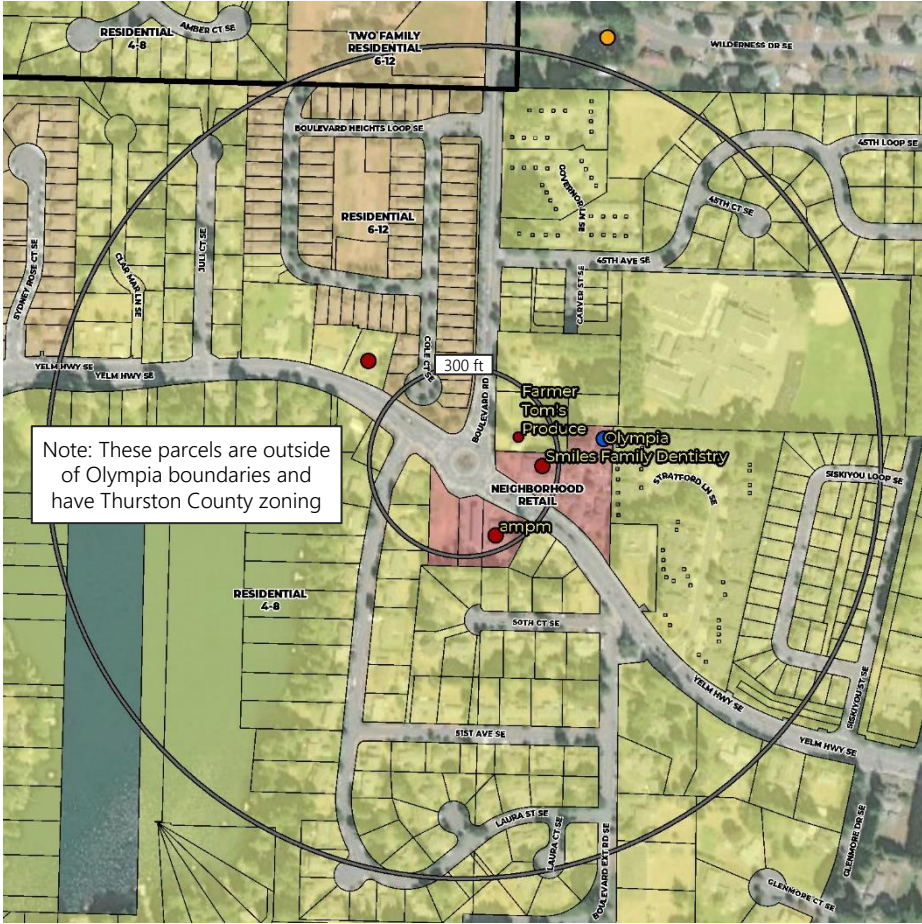 RESIDENTIAL
4-8
AMBER CT SE
TWO FAMILY
RESIDENTIAL
6-12
WILDERNESS DR SE
BOULEVARD HEIGHTS LOOP SE
45TH LOOP SE
GOVERNOR LN SE
45TH CT SE
RESIDENTIAL
6-12
JULI CT SE
SYDNEY ROSE CT SE
CLAR MAR LN SE
45TH AVE SE
CARVER ST SE
COLE CT SE
YELM HWY SE
YELM HWY SE
300 ft
BOULEVARD RD
Farmer
Tom's
Produce
Olympia
Smiles Family Dentistry
Note: These parcels are outside
of Olympia boundaries and
have Thurston County zoning
NEIGHBORHOOD
RETAIL
STRATFORD LN SE
SISKIYOU LOOP SE
ampm
RESIDENTIAL
4-8
50TH CT SE
YELM HWY SE
SISKIYOU ST SE
51ST AVE SE
YELM HWY SE
LAURA ST SE
LAURA CT SE
BOULEVARD EXT RD SE
GLENMORE DR SE
GLENMORE CT SE